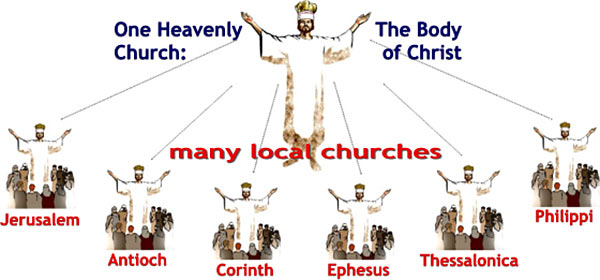 One Heavenly
Church:
The Body
of Christ
many local churches
Jerusalem
Antioch
Corinth
Ephesus
Thessalonica
Philippi